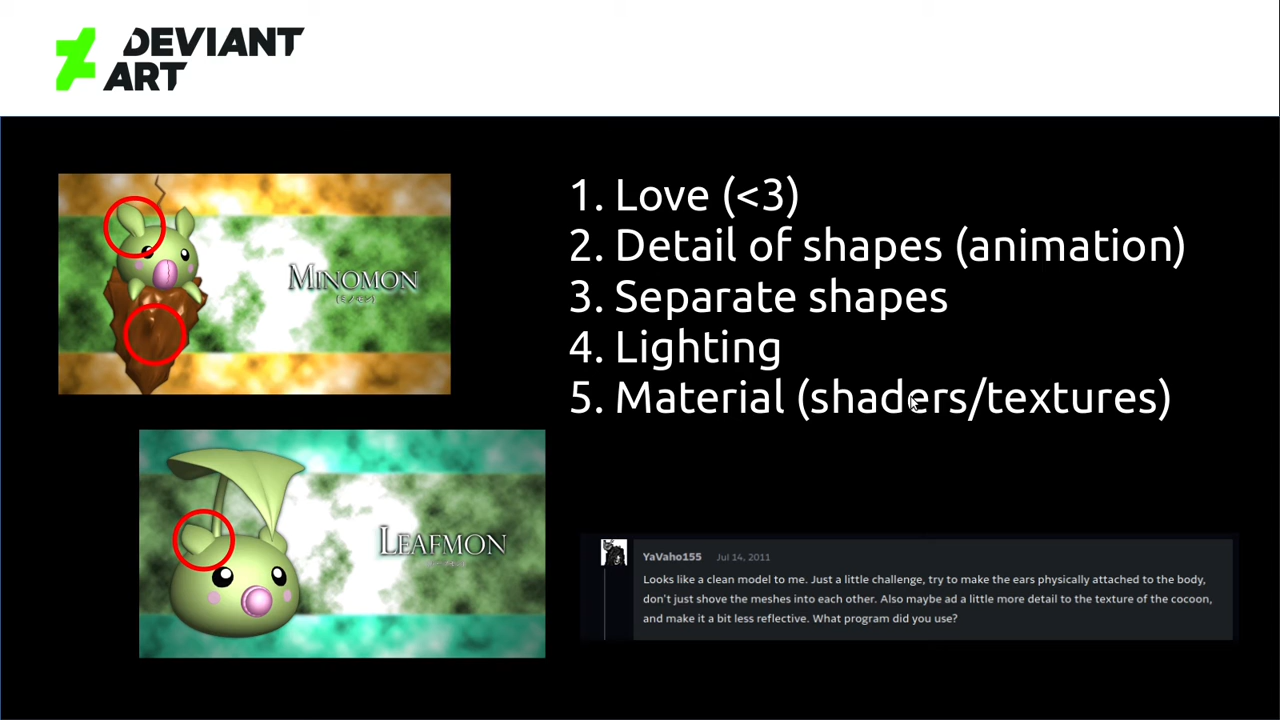 DEVIANT
ART
1. Love (<3)
2. Detail of shapes (animation)
3. Separate shapes
4. Lighting
5. Material (shaders/textures)
MINOMON
LEAFMON
YaVaho155 Jul 14, 2011
Looks like a clean model to me. Just a little challenge, try to make the ears physically attached to the body,
don't just shove the meshes into each other. Also maybe ad a little more detail to the texture of the cocoon,
and make it a bit less reflective. What program did you use?